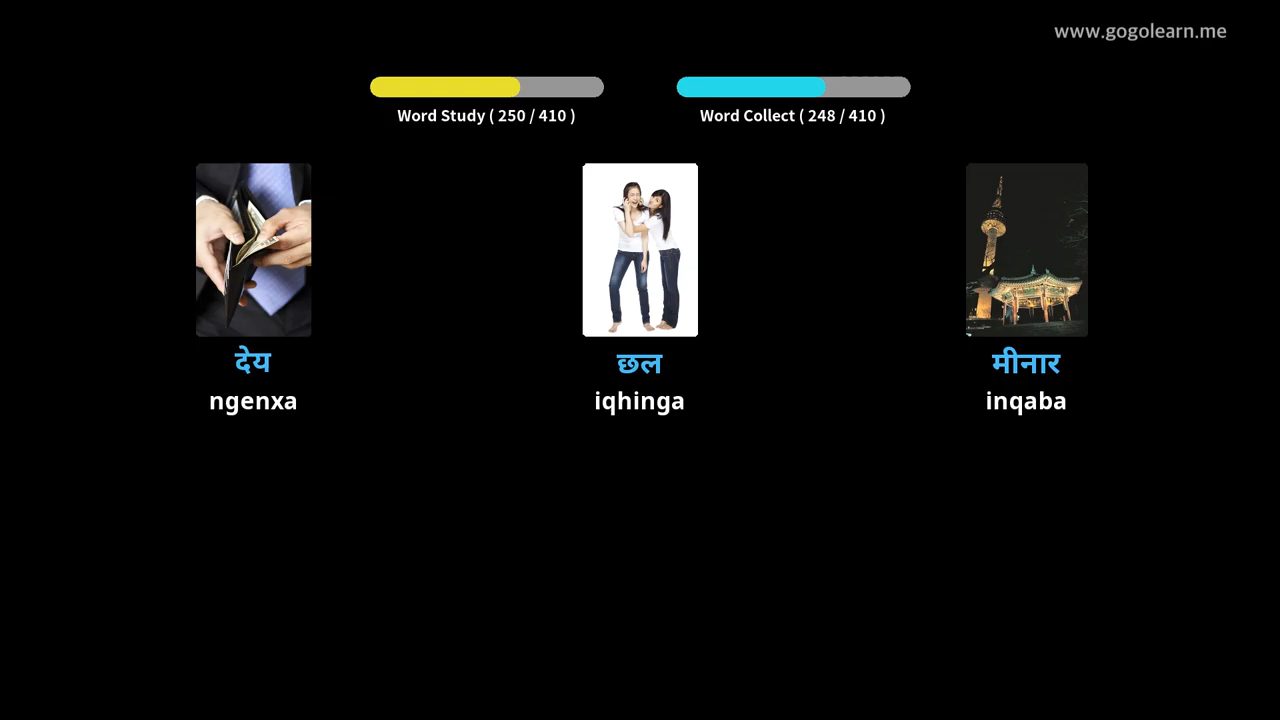 www.gogolearn.me
Word Study ( 250 / 410 )
Word Collect ( 248 / 410 )
देय
ngenxa
छल
iqhinga
मीनार
inqaba